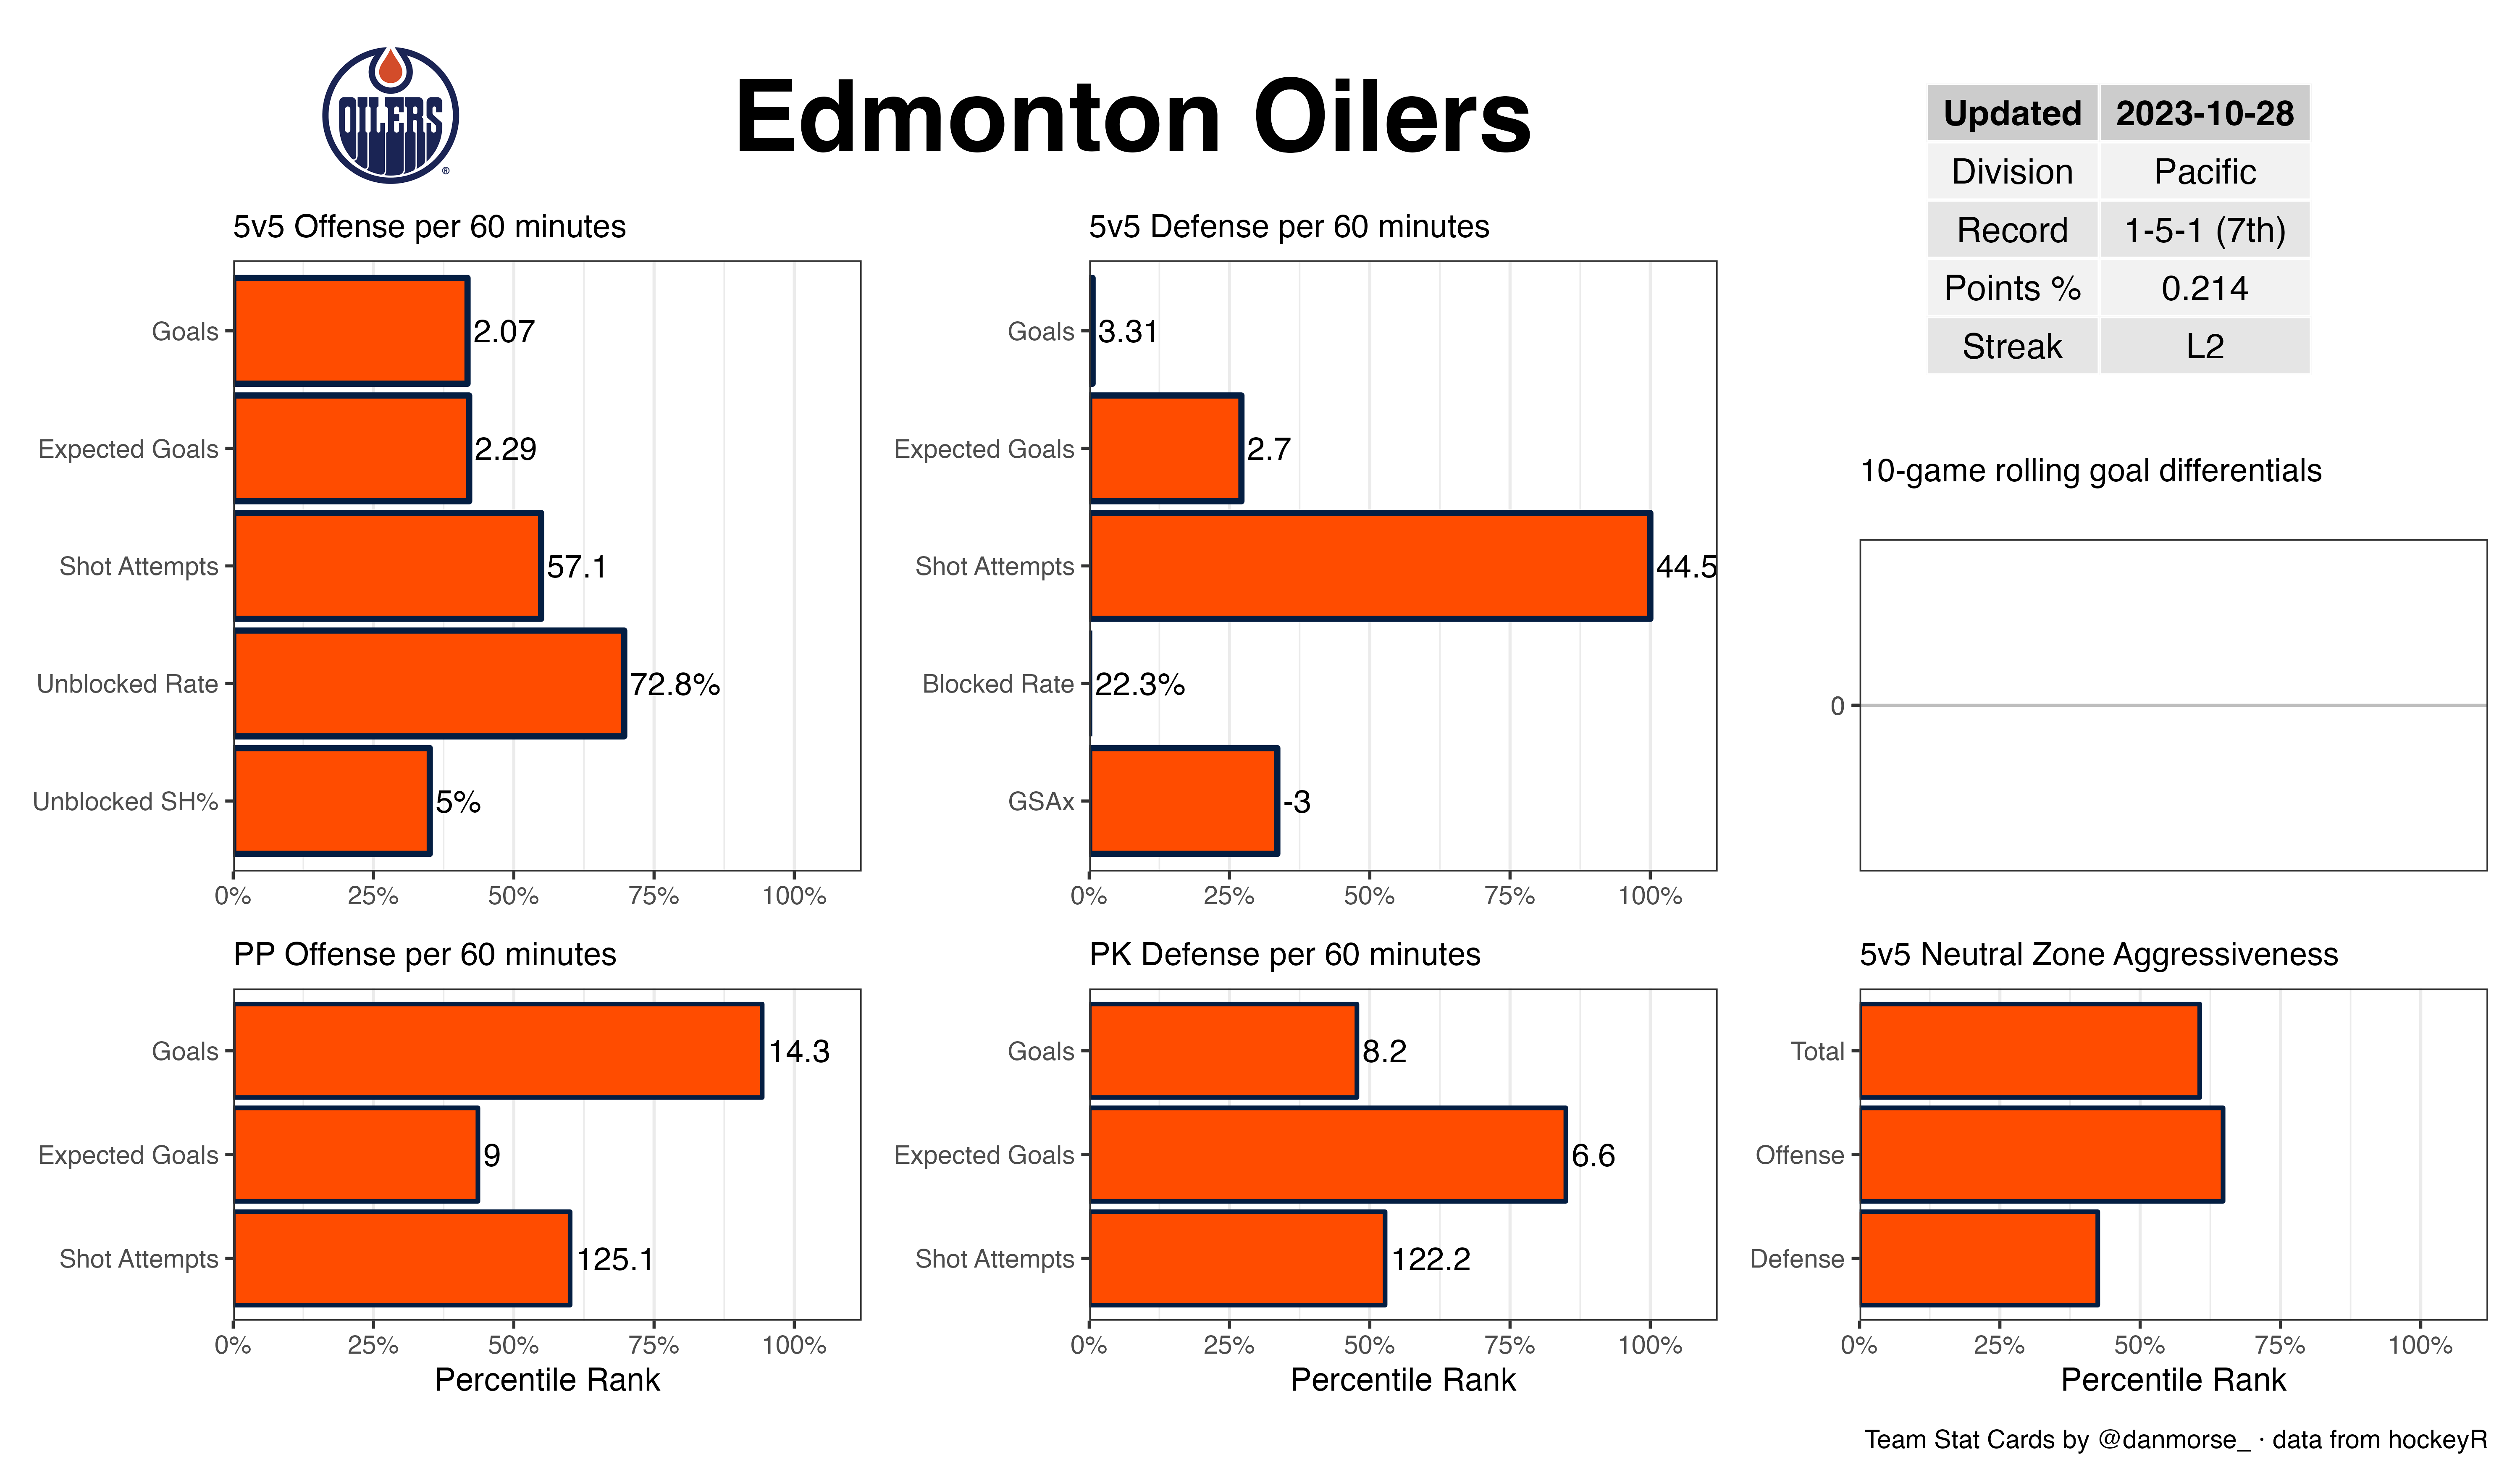 OILERS
®
Edmonton Oilers
Updated 2023-10-28
Division Pacific
Record 1-5-1 (7th)
Points % 0.214
Streak L2
5v5 Offense per 60 minutes
Goals 2.07
Expected Goals 2.29
Shot Attempts 57.1
Unblocked Rate 72.8%
Unblocked SH% 5%
0% 25% 50% 75% 100%
5v5 Defense per 60 minutes
Goals 3.31
Expected Goals 2.7
Shot Attempts 44.5
Blocked Rate 22.3%
GSAx -3
0% 25% 50% 75% 100%
10-game rolling goal differentials
0
PP Offense per 60 minutes
Goals 14.3
Expected Goals 9
Shot Attempts 125.1
0% 25% 50% 75% 100%
Percentile Rank
PK Defense per 60 minutes
Goals 8.2
Expected Goals 6.6
Shot Attempts 122.2
0% 25% 50% 75% 100%
Percentile Rank
5v5 Neutral Zone Aggressiveness
Total
Offense
Defense
0% 25% 50% 75% 100%
Percentile Rank
Team Stat Cards by @danmorse_ · data from hockeyR